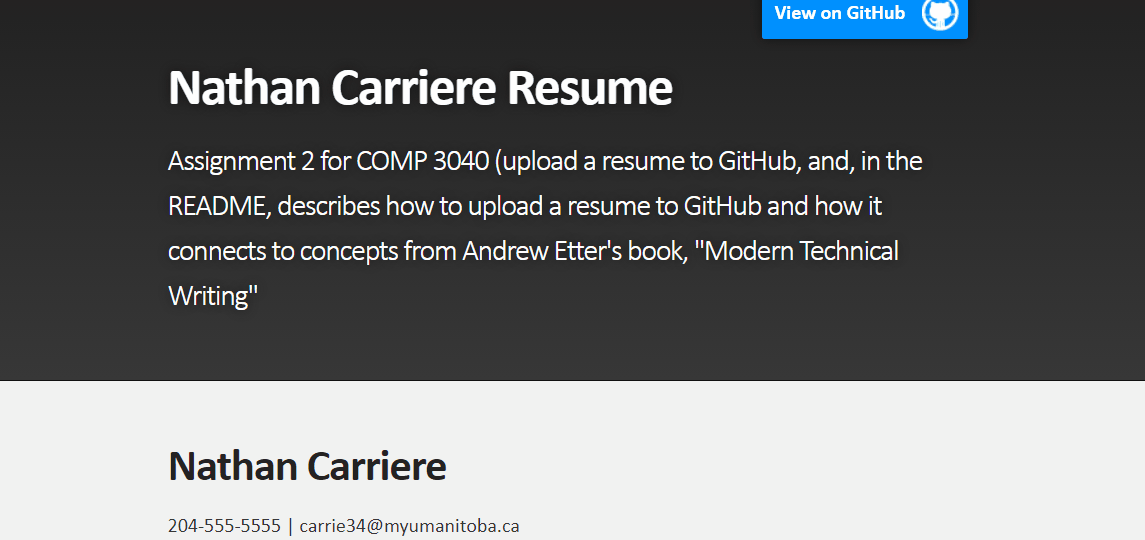 View on GitHub
Nathan Carriere Resume
Assignment 2 for COMP 3040 (upload a resume to GitHub, and, in the
README, describes how to upload a resume to GitHub and how it
connects to concepts from Andrew Etter's book, "Modern Technical
Writing"
Nathan Carriere
204-555-5555 | carrie34@myumanitoba.ca